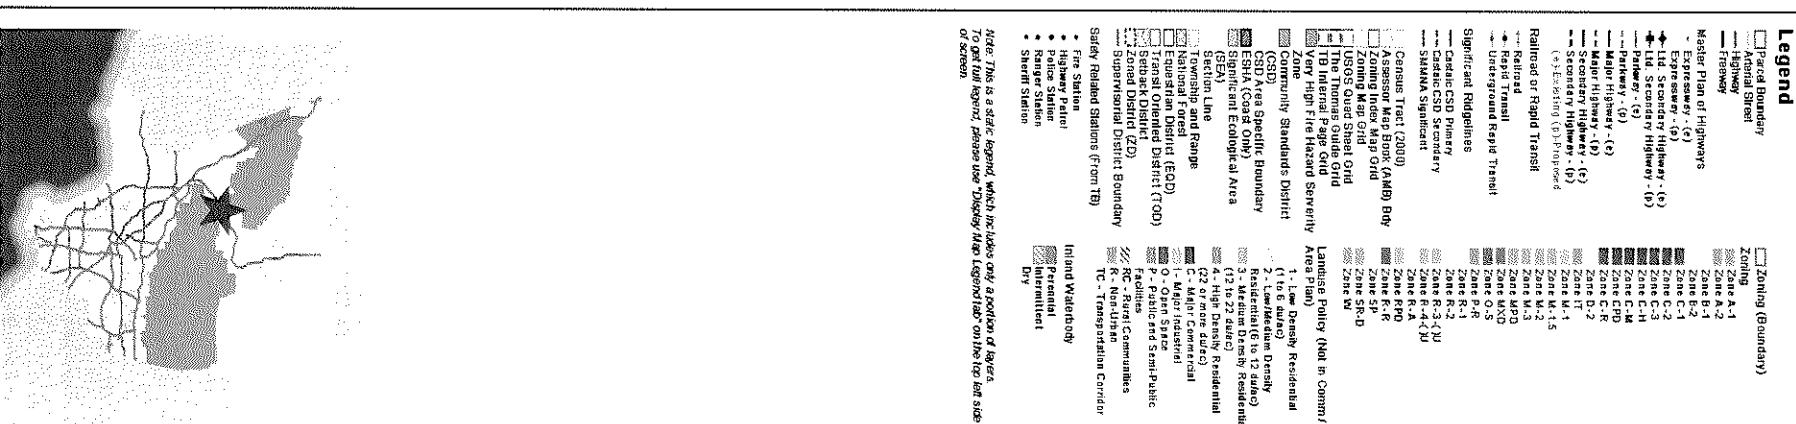 Legend
Parcel Boundary
Arterial Street
Highway
Freeway
Master Plan of Highways
Expressway - (e)
Expressway - (p)
Ltd. Secondary Highway - (e)
Ltd. Secondary Highway - (p)
Parkway - (e)
Parkway - (p)
Major Highway - (e)
Major Highway - (p)
Secondary Highway - (e)
Secondary Highway - (p)
(e)-Existing (p)-Proposed
Railroad or Rapid Transit
Railroad
Rapid Transit
Underground Rapid Transit
Significant Ridgelines
Castaic CSD Primary
Castaic CSD Secondary
SMMNA Significant
Census Tract (2000)
Assessor Map Book (AMB) Bdy
Zoning Index Map Grid
Zoning Map Grid
USGS Quad Sheet Grid
The Thomas Guide Grid
TB Internal Page Grid
Very High Fire Hazard Serverity
Zone
Community Standards District
(CSD)
CSD Area Specific Boundary
ESHA (Coast Only)
Significant Ecological Area
(SEA)
Section Line
Township and Range
National Forest
Equestrian District (EQD)
Transit Oriented District (TOD)
Setback District
Zoned District (ZD)
Supervisorial District Boundary
Safety Related Stations (From TB)
Fire Station
Highway Patrol
Police Station
Ranger Station
Sheriff Station
Zoning (Boundary)
Zoning
Zone A-1
Zone A-2
Zone B-1
Zone B-2
Zone C-1
Zone C-2
Zone C-3
Zone C-H
Zone C-M
Zone CPD
Zone C-R
Zone D-2
Zone IT
Zone M-1
Zone M-1.5
Zone M-2
Zone M-3
Zone MPD
Zone MXD
Zone O-S
Zone P-R
Zone R-1
Zone R-2
Zone R-3-( )U
Zone R-4-( )U
Zone R-A
Zone RPD
Zone R-R
Zone SP
Zone SR-D
Zone W
Landuse Policy (Not in Comm/
Area Plan)
1 - Low Density Residential
(1 to 6 du/ac)
2 - Low/Medium Density
Residential (6 to 12 du/ac)
3 - Medium Density Residentia
(12 to 22 du/ac)
4 - High Density Residential
(22 or more du/ac)
C - Major Commercial
I - Major Industrial
O - Open Space
P - Public and Semi-Public
Facilities
RC - Rural Communities
R - Non-Urban
TC - Transportation Corridor
Inland Waterbody
Perennial
Intermittent
Dry
Note: This is a static legend, which includes only a portion of layers.
To get full legend, please use "Display Map Legend tab" on the top left side
of screen.